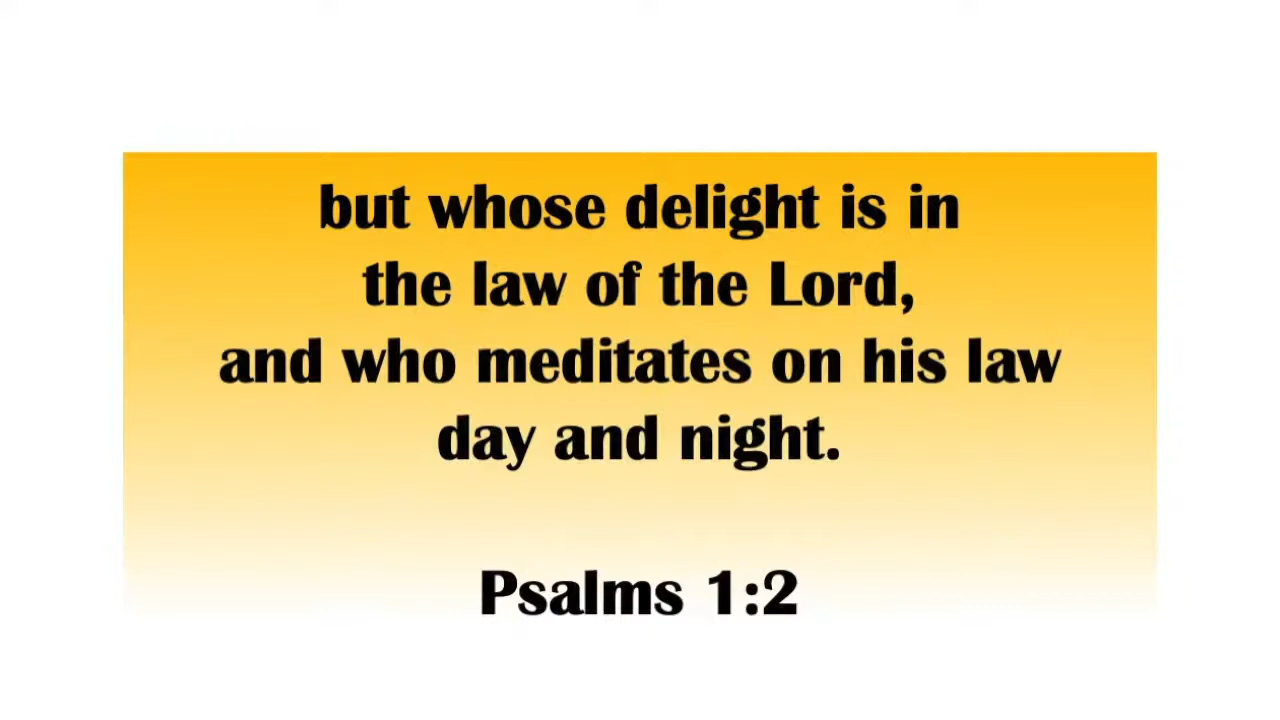 but whose delight is in
the law of the Lord,
and who meditates on his law
day and night.
Psalms 1:2